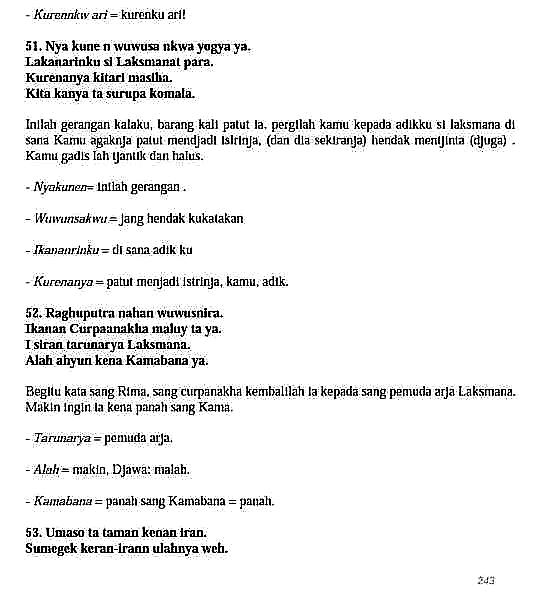 - Kurennkw ari = kurenku ari!
51. Nya kune n wuwusa nkwa yogya ya.
Lakanarinku si Laksmanat para.
Kurenanya kitari masiha.
Kita kanya ta surupa komala.
Inilah gerangan kalaku, barang kali patut ia, pergilah kamu kepada adikku si laksmana di
sana Kamu agaknja patut mendjadi isirinja, (dan dia sekiranja) hendak mentjinta (djuga) .
Kamu gadis lah tjantik dan halus.
- Nyakunen= inilah gerangan .
- Wuwunsakwu = jang hendak kukatakan
- Ikananrinku = di sana adik ku
- Kurenanya = patut menjadi istrinja, kamu, adik.
52. Raghuputra nahan wuwusnira.
Ikanan Curpaanakha maluy ta ya.
I siran tarunarya Laksmana.
Alah ahyun kena Kamabana ya.
Begitu kata sang Rima, sang curpanakha kembalilah ia kepada sang pemuda arja Laksmana.
Makin ingin ia kena panah sang Kama.
- Tarunarya = pemuda arja.
- Alah = makin, Djawa: malah.
- Kamabana = panah sang Kamabana = panah.
53. Umaso ta taman kenan iran.
Sumegek keran-irann ulahnya weh.
243